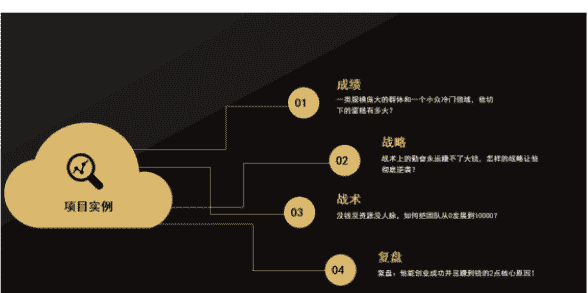 项目实例
01
成绩
一类规模庞大的群体和一个小众冷门领域，他切
下的蛋糕有多大？
02
战略
战术上的勤奋永远赚不了大钱，怎样的战略让他
彻底逆袭？
03
战术
没钱没资源没人脉，如何把团队从0发展到10000？
04
复盘
复盘：他能创业成功并且赚到钱的2点核心原因！